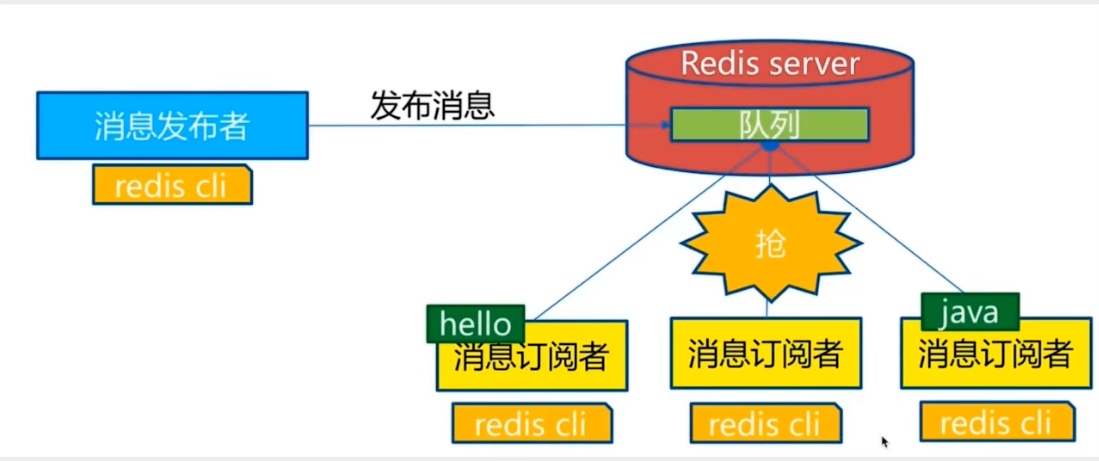 Redis server
发布消息
消息发布者
队列
redis cli
抢
hello
java
消息订阅者
消息订阅者
消息订阅者
redis cli
redis cli
redis cli